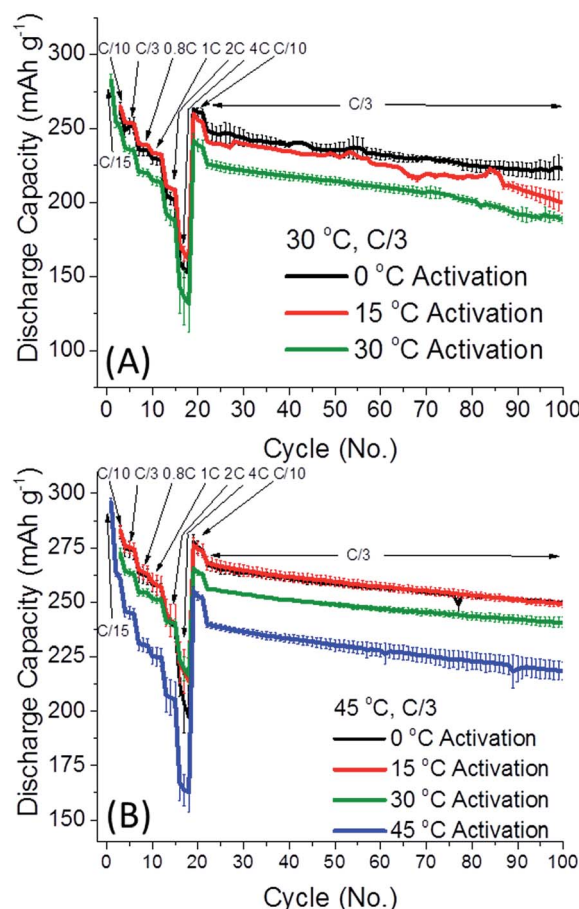 C/10 C/3 0.8C 1C 2C 4C C/10
C/3
C/15
300
250
200
150
100
Discharge Capacity (mAh g⁻¹)
30 °C, C/3
0 °C Activation
15 °C Activation
30 °C Activation
(A)
0 10 20 30 40 50 60 70 80 90 100
Cycle (No.)
C/10 C/3 0.8C 1C 2C 4C C/10
C/3
C/15
300
275
250
225
200
175
150
Discharge Capacity (mAh g⁻¹)
45 °C, C/3
0 °C Activation
15 °C Activation
30 °C Activation
45 °C Activation
(B)
0 10 20 30 40 50 60 70 80 90 100
Cycle (No.)